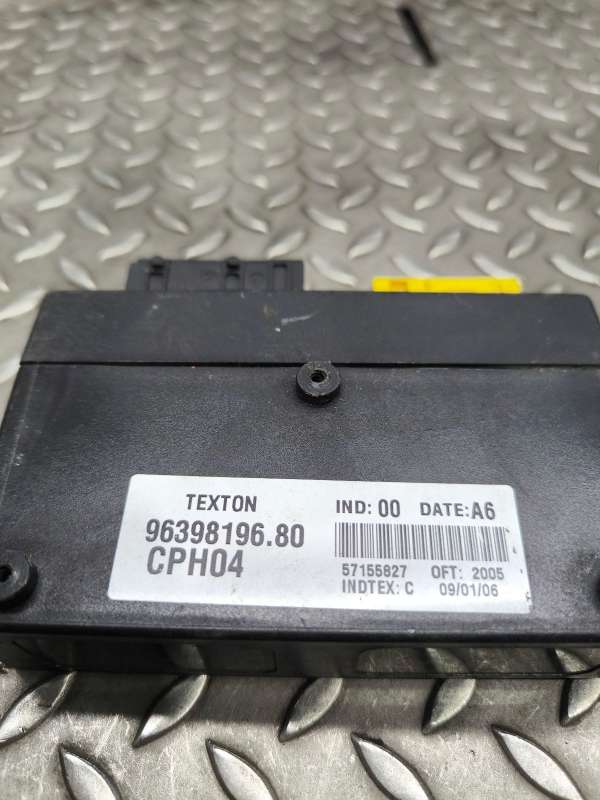 TEXTON IND: 00 DATE: A6
96398196.80
CPH04
57155827 OFT: 2005
INDTEX: C 09/01/06